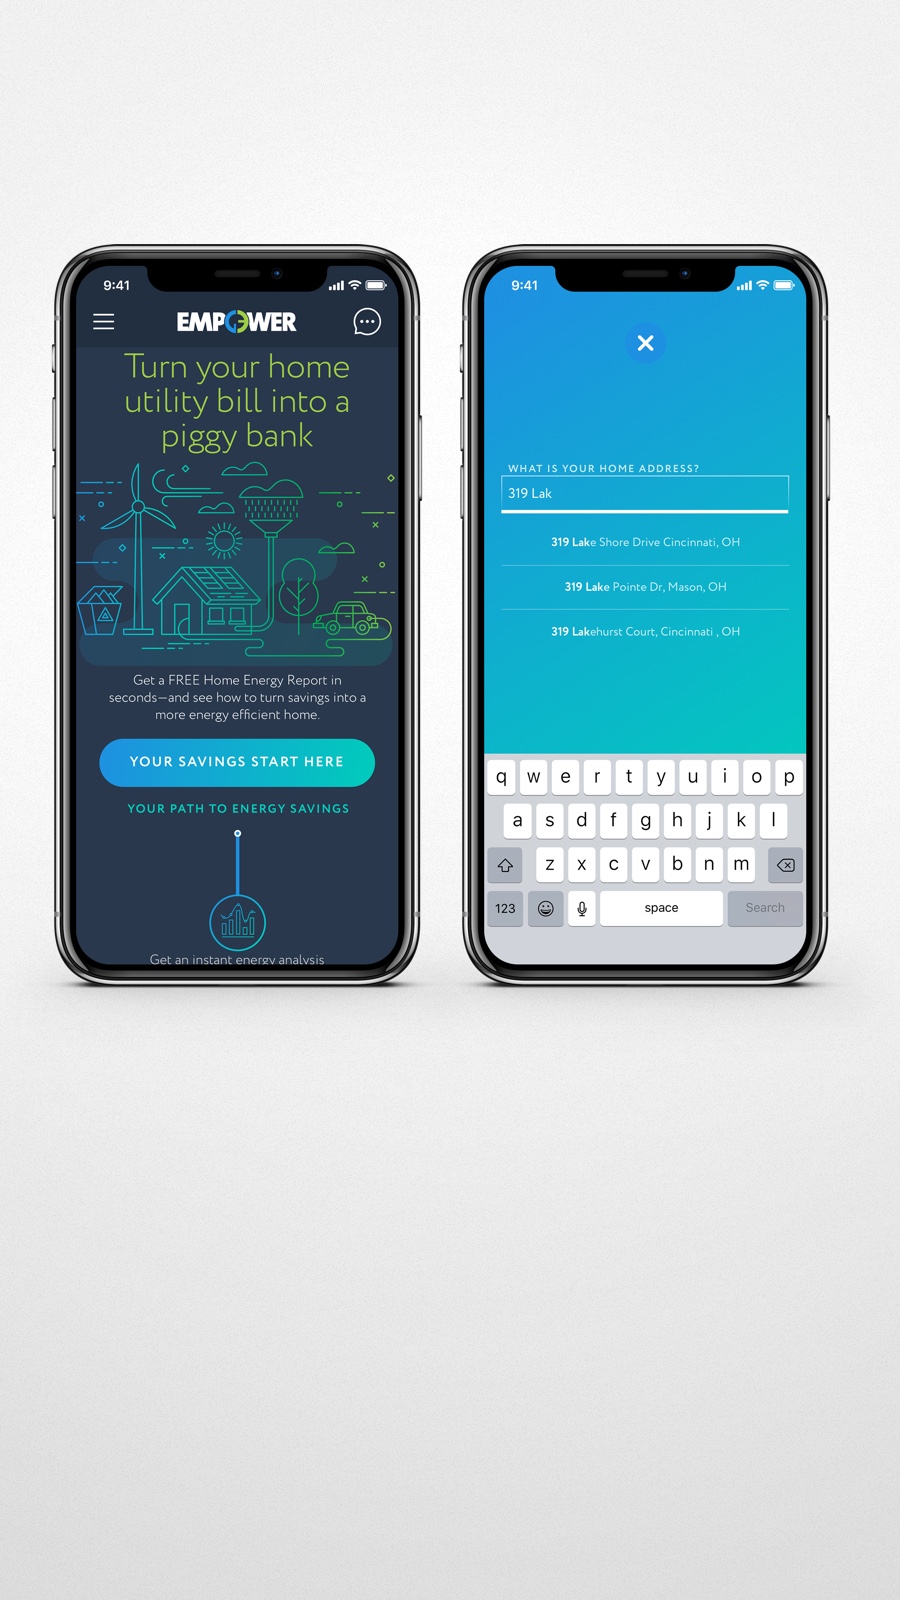 9:41
EMPOWER
Turn your home
utility bill into a
piggy bank
Get a FREE Home Energy Report in
seconds—and see how to turn savings into a
more energy efficient home.
YOUR SAVINGS START HERE
YOUR PATH TO ENERGY SAVINGS
Get an instant energy analysis
9:41
WHAT IS YOUR HOME ADDRESS?
319 Lak
319 Lake Shore Drive Cincinnati, OH
319 Lake Pointe Dr, Mason, OH
319 Lakehurst Court, Cincinnati , OH
q w e r t y u i o p
a s d f g h j k l
z x c v b n m
123 space Search